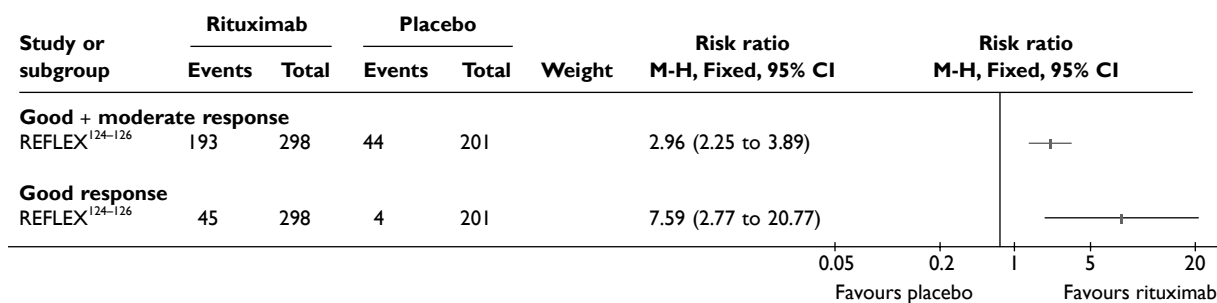 Rituximab Placebo
Study or subgroup Events Total Events Total Weight Risk ratio M-H, Fixed, 95% CI Risk ratio M-H, Fixed, 95% CI
Good + moderate response
REFLEX124–126 193 298 44 201 2.96 (2.25 to 3.89)
Good response
REFLEX124–126 45 298 4 201 7.59 (2.77 to 20.77)
0.05 0.2 1 5 20
Favours placebo Favours rituximab